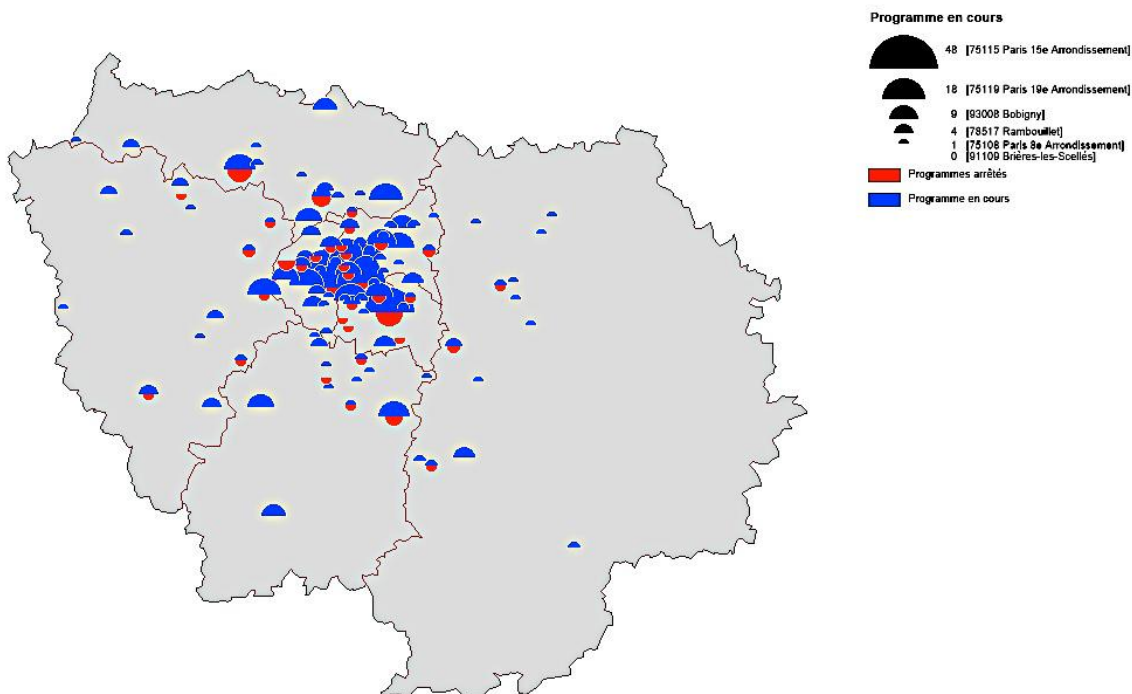 Programme en cours
48 [75115 Paris 15e Arrondissement]
18 [75119 Paris 19e Arrondissement]
9 [93008 Bobigny]
4 [78517 Rambouillet]
1 [75108 Paris 8e Arrondissement]
0 [91109 Brières-les-Scellés]
Programmes arrêtés
Programme en cours